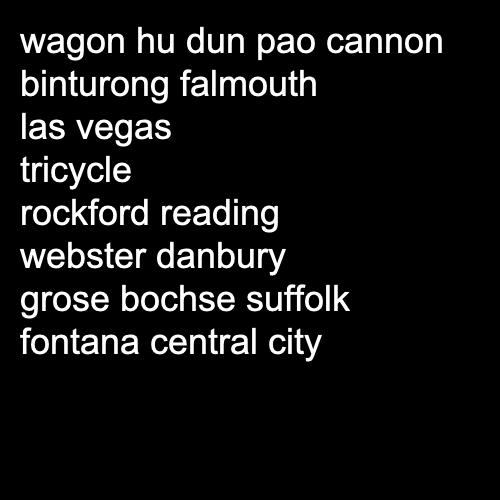 wagon hu dun pao cannon
binturong falmouth
las vegas
tricycle
rockford reading
webster danbury
grose bochse suffolk
fontana central city